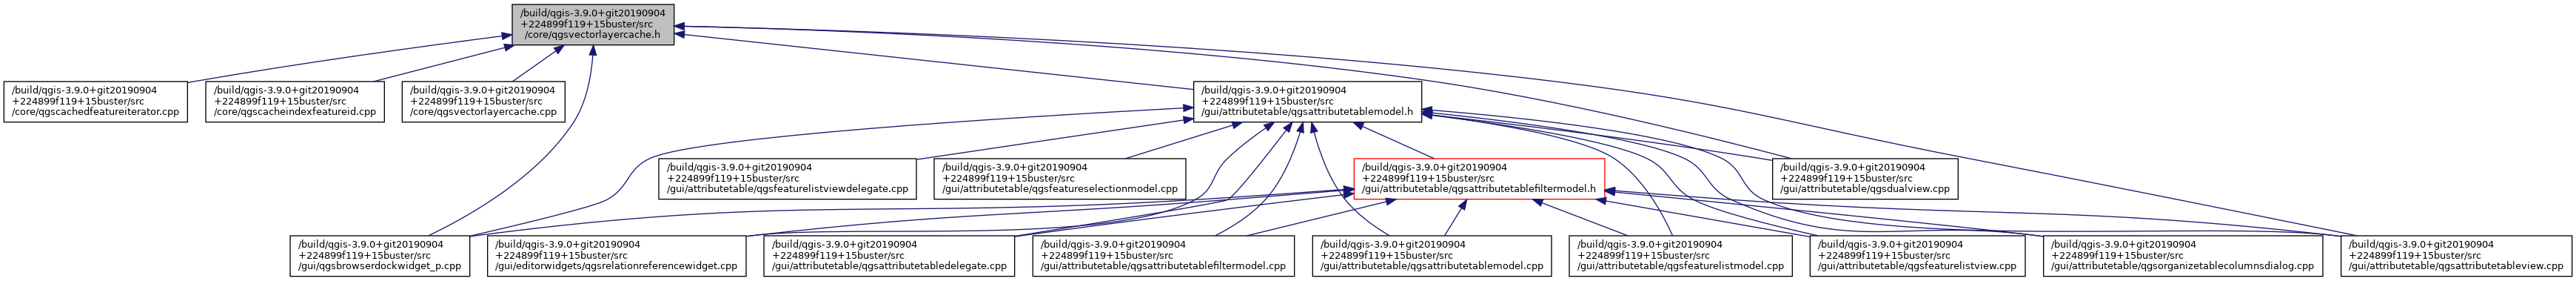 /build/qgis-3.9.0+git20190904
+224899f119+15buster/src
/core/qgsvectorlayercache.h
/build/qgis-3.9.0+git20190904
+224899f119+15buster/src
/core/qgscachedfeatureiterator.cpp
/build/qgis-3.9.0+git20190904
+224899f119+15buster/src
/core/qgscacheindexfeatureid.cpp
/build/qgis-3.9.0+git20190904
+224899f119+15buster/src
/core/qgsvectorlayercache.cpp
/build/qgis-3.9.0+git20190904
+224899f119+15buster/src
/gui/attributetable/qgsattributetablemodel.h
/build/qgis-3.9.0+git20190904
+224899f119+15buster/src
/gui/attributetable/qgsfeaturelistviewdelegate.cpp
/build/qgis-3.9.0+git20190904
+224899f119+15buster/src
/gui/attributetable/qgsfeatureselectionmodel.cpp
/build/qgis-3.9.0+git20190904
+224899f119+15buster/src
/gui/attributetable/qgsattributetablefiltermodel.h
/build/qgis-3.9.0+git20190904
+224899f119+15buster/src
/gui/attributetable/qgsdualview.cpp
/build/qgis-3.9.0+git20190904
+224899f119+15buster/src
/gui/qgsbrowserdockwidget_p.cpp
/build/qgis-3.9.0+git20190904
+224899f119+15buster/src
/gui/editorwidgets/qgsrelationreferencewidget.cpp
/build/qgis-3.9.0+git20190904
+224899f119+15buster/src
/gui/attributetable/qgsattributetabledelegate.cpp
/build/qgis-3.9.0+git20190904
+224899f119+15buster/src
/gui/attributetable/qgsattributetablefiltermodel.cpp
/build/qgis-3.9.0+git20190904
+224899f119+15buster/src
/gui/attributetable/qgsattributetablemodel.cpp
/build/qgis-3.9.0+git20190904
+224899f119+15buster/src
/gui/attributetable/qgsfeaturelistmodel.cpp
/build/qgis-3.9.0+git20190904
+224899f119+15buster/src
/gui/attributetable/qgsfeaturelistview.cpp
/build/qgis-3.9.0+git20190904
+224899f119+15buster/src
/gui/attributetable/qgsorganizetablecolumnsdialog.cpp
/build/qgis-3.9.0+git20190904
+224899f119+15buster/src
/gui/attributetable/qgsattributetableview.cpp